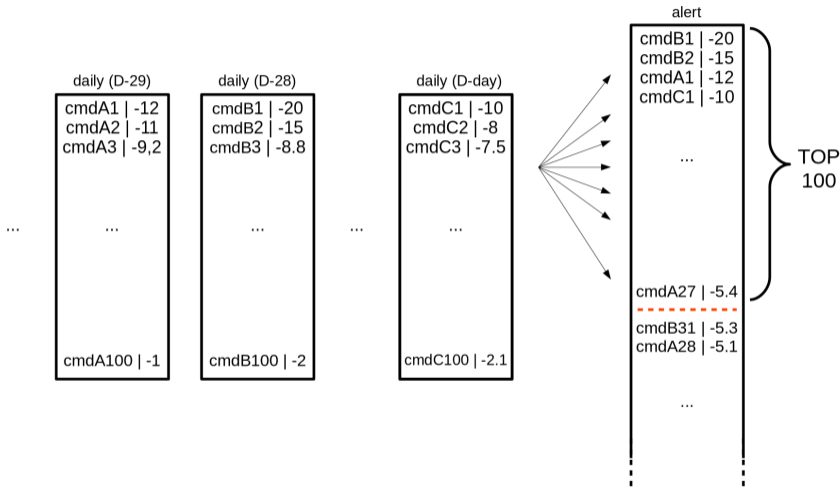 daily (D-29)
cmdA1 | -12
cmdA2 | -11
cmdA3 | -9,2
...
cmdA100 | -1
...
daily (D-28)
cmdB1 | -20
cmdB2 | -15
cmdB3 | -8.8
...
cmdB100 | -2
...
daily (D-day)
cmdC1 | -10
cmdC2 | -8
cmdC3 | -7.5
...
cmdC100 | -2.1
alert
cmdB1 | -20
cmdB2 | -15
cmdA1 | -12
cmdC1 | -10
...
cmdA27 | -5.4
cmdB31 | -5.3
cmdA28 | -5.1
...
TOP
100